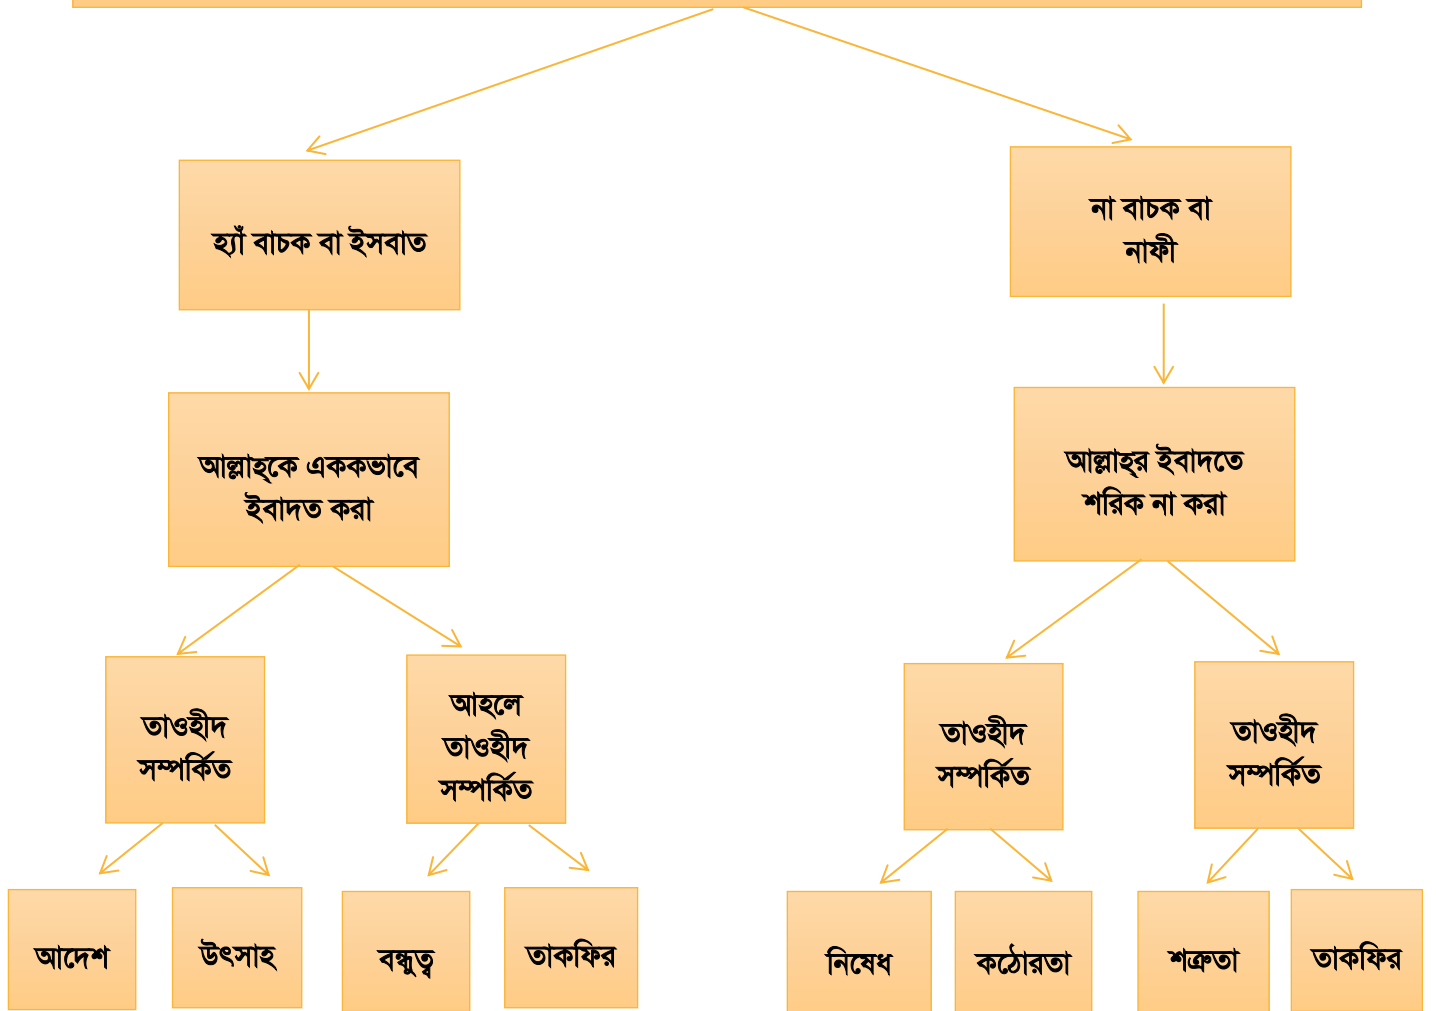 হ্যাঁ বাচক বা ইসবাত
না বাচক বা
নাফী
আল্লাহ্কে এককভাবে
ইবাদত করা
আল্লাহ্র ইবাদতে
শরিক না করা
তাওহীদ
সম্পর্কিত
আহলে
তাওহীদ
সম্পর্কিত
তাওহীদ
সম্পর্কিত
তাওহীদ
সম্পর্কিত
আদেশ
উৎসাহ
বন্ধুত্ব
তাকফির
নিষেধ
কঠোরতা
শত্রুতা
তাকফির